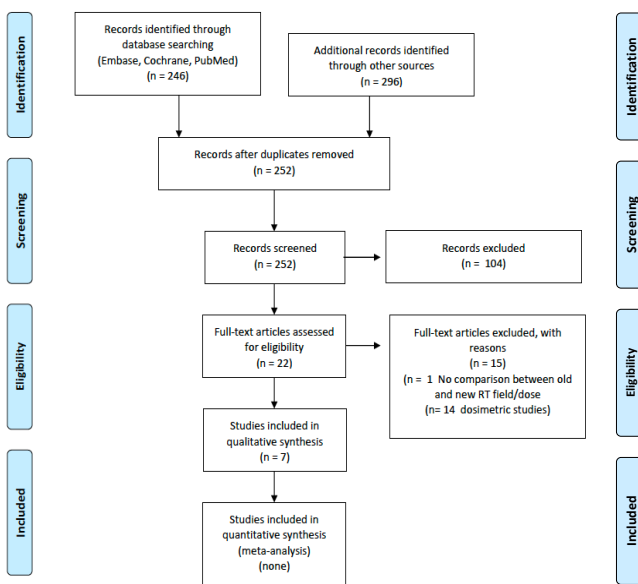 Identification
Records identified through
database searching
(Embase, Cochrane, PubMed)
(n = 246)
Additional records identified
through other sources
(n = 296)
Identification
Records after duplicates removed
(n = 252)
Screening
Records screened
(n = 252)
Records excluded
(n = 104)
Screening
Eligibility
Full-text articles assessed
for eligibility
(n = 22)
Full-text articles excluded, with
reasons
(n = 15)
(n = 1 No comparison between old
and new RT field/dose
(n= 14 dosimetric studies)
Eligibility
Studies included in
qualitative synthesis
(n = 7)
Included
Studies included in
quantitative synthesis
(meta-analysis)
(none)
Included